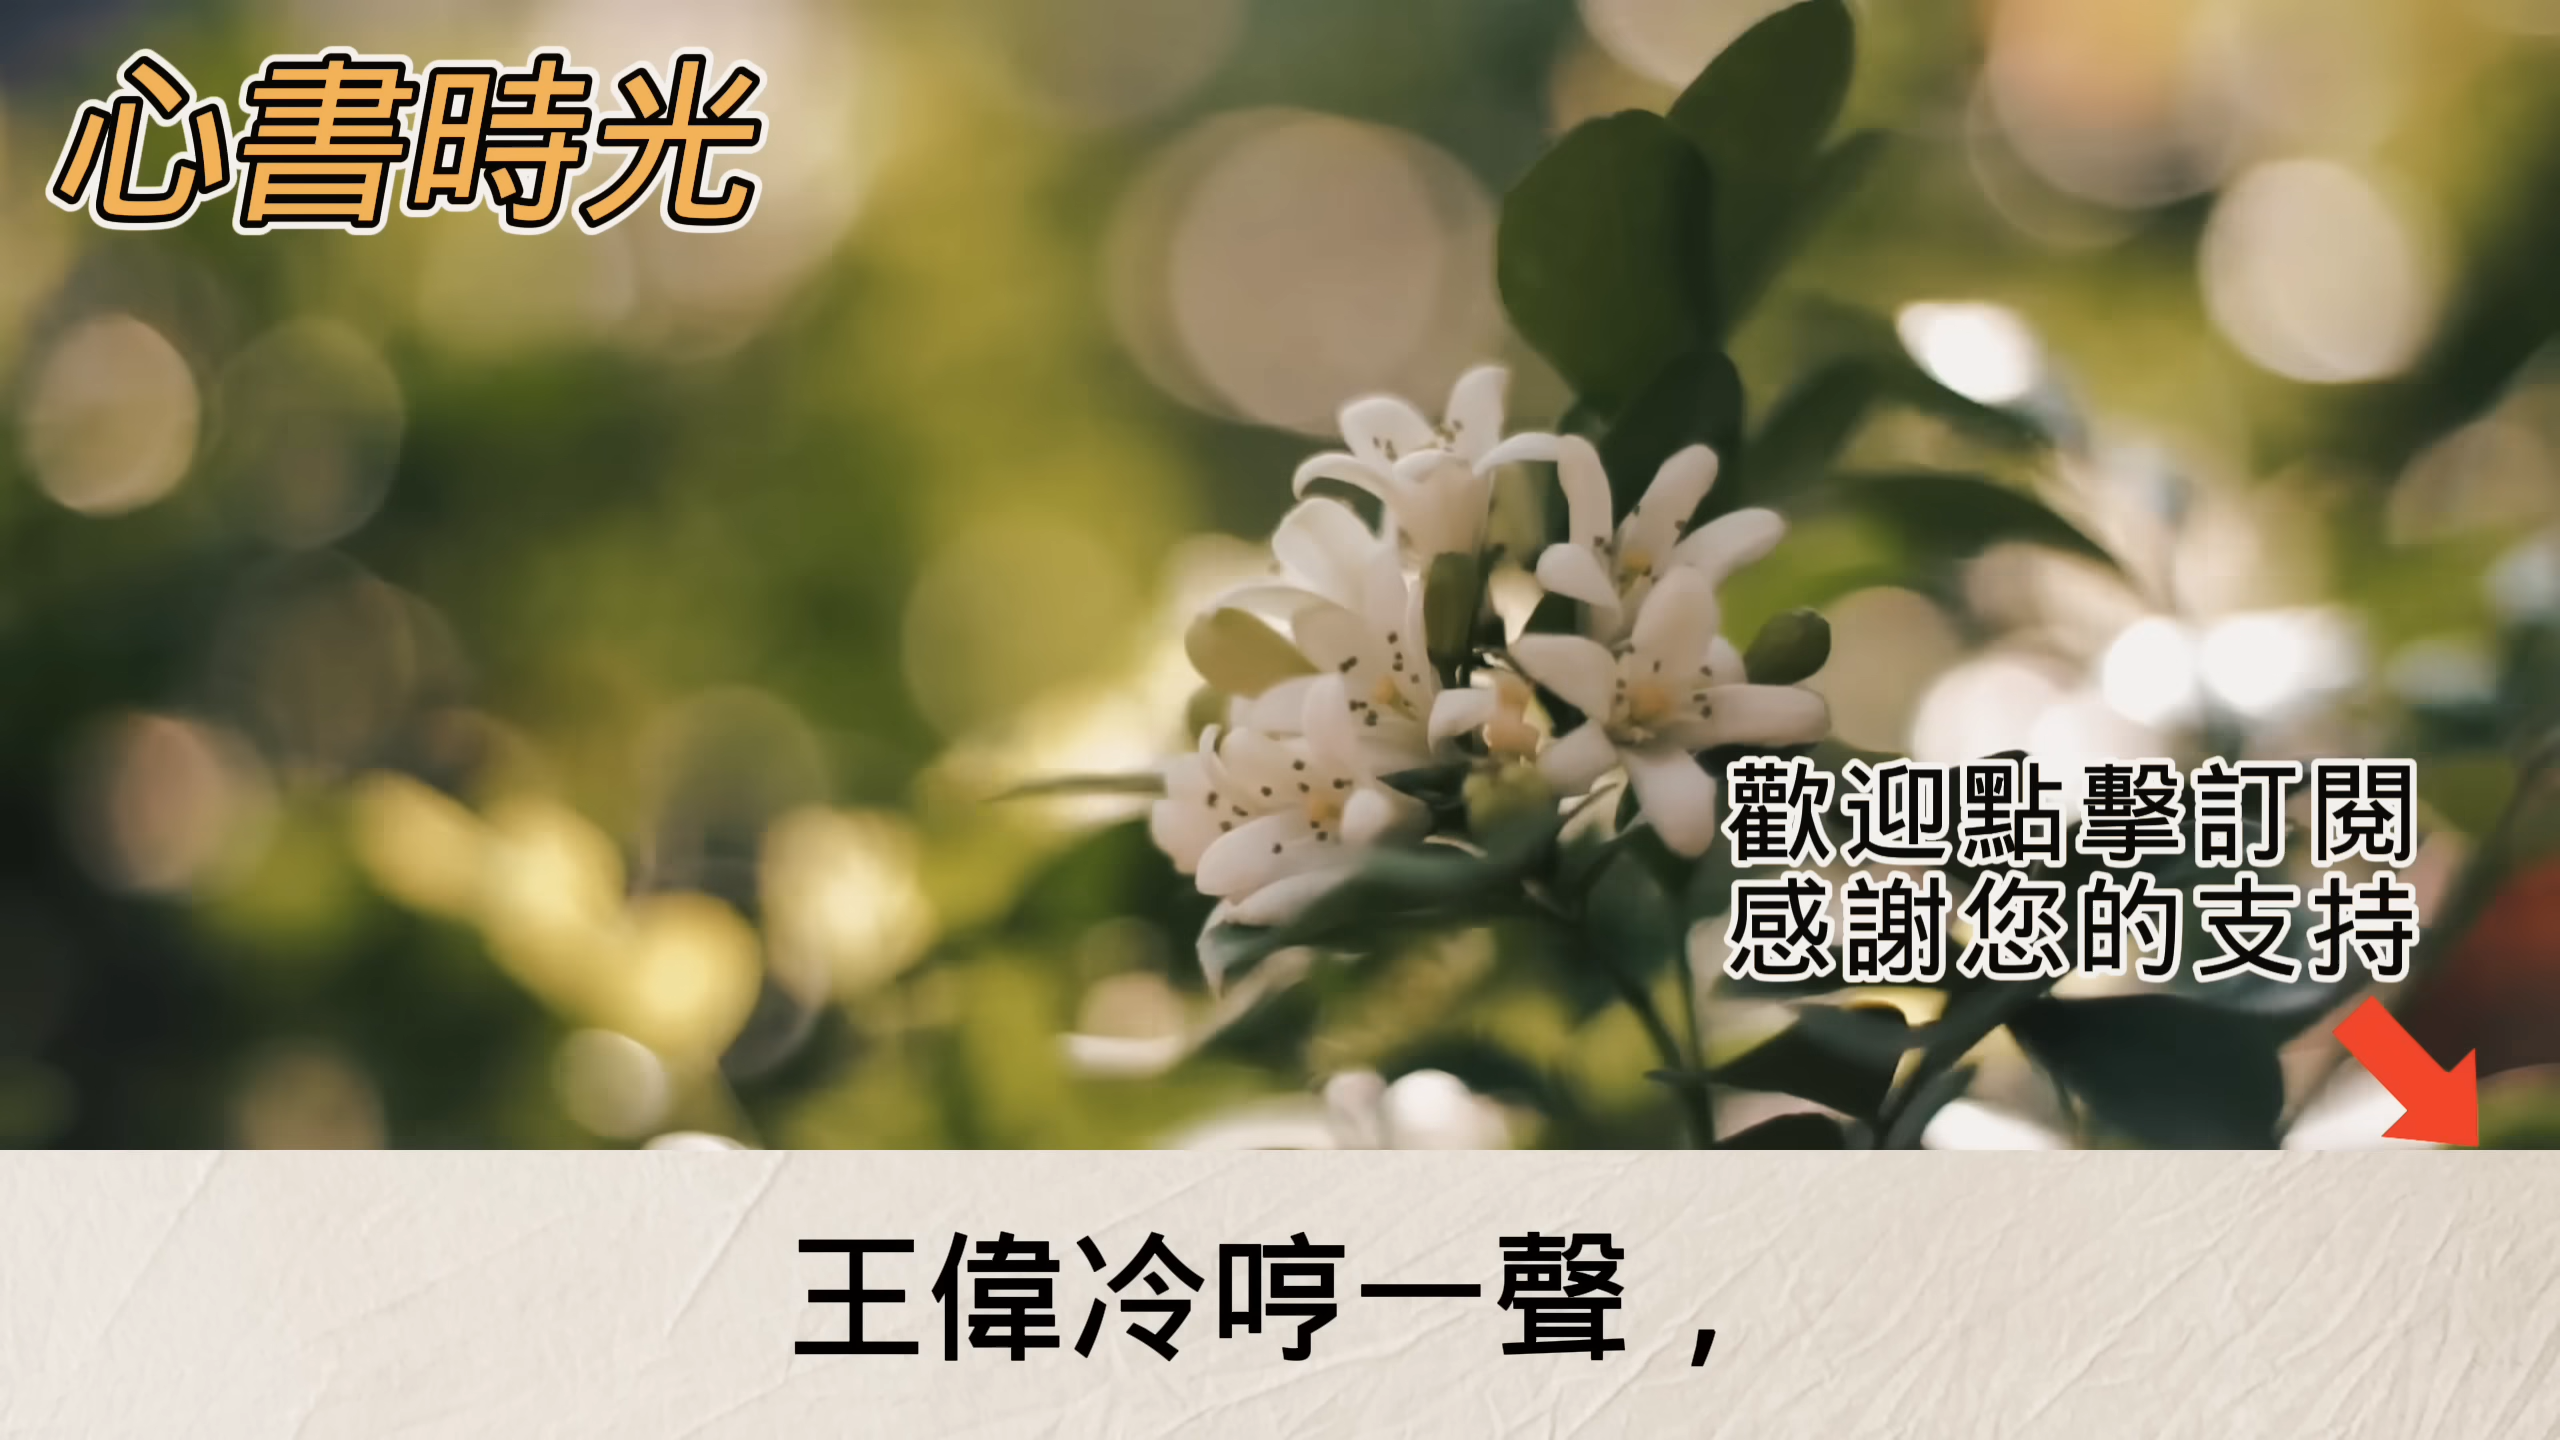 心書時光
歡迎點擊訂閱
感謝您的支持
王偉冷哼一聲，